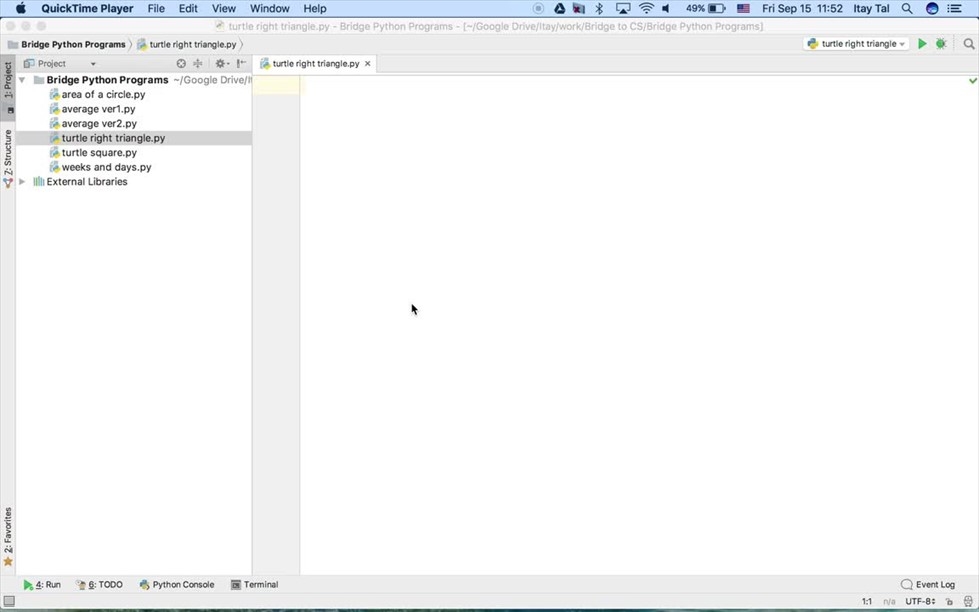 QuickTime Player File Edit View Window Help 49% Fri Sep 15 11:52 Itay Tal
turtle right triangle.py - Bridge Python Programs - [~/Google Drive/Itay/work/Bridge to CS/Bridge Python Programs]
Bridge Python Programs turtle right triangle.py turtle right triangle
1: Project
Project
turtle right triangle.py
Bridge Python Programs ~/Google Drive/I
area of a circle.py
average ver1.py
average ver2.py
turtle right triangle.py
turtle square.py
weeks and days.py
External Libraries
Z: Structure
2: Favorites
4: Run 6: TODO Python Console Terminal Event Log
1:1 n/a UTF-8